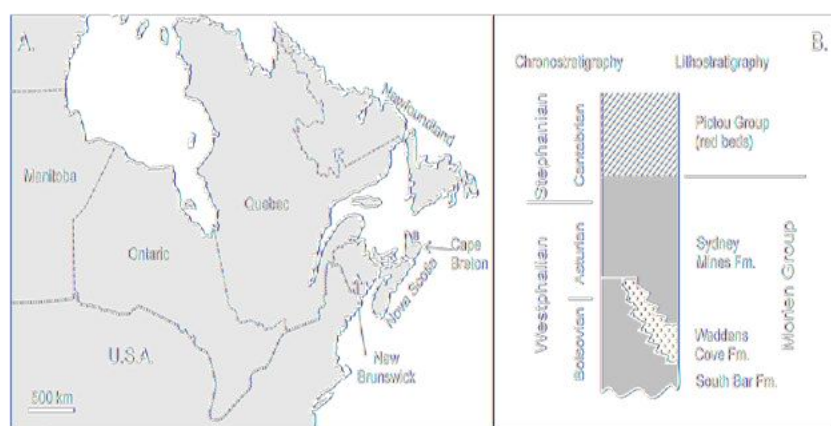 A.
Newfoundland
Manitoba
Quebec
Ontaric
Cape
Breton
Nova Scotia
U.S.A.
New
Brunswick
500 km
B.
Chronostratigraphy
Lithostratigraphy
Stephanian
Cantabrian
Pictou Group
(red beds)
Westphalian
Asturian
Bolsovian
Sydney
Mines Fm.
Waddens
Cove Fm.
South Bar Fm.
Morien Group